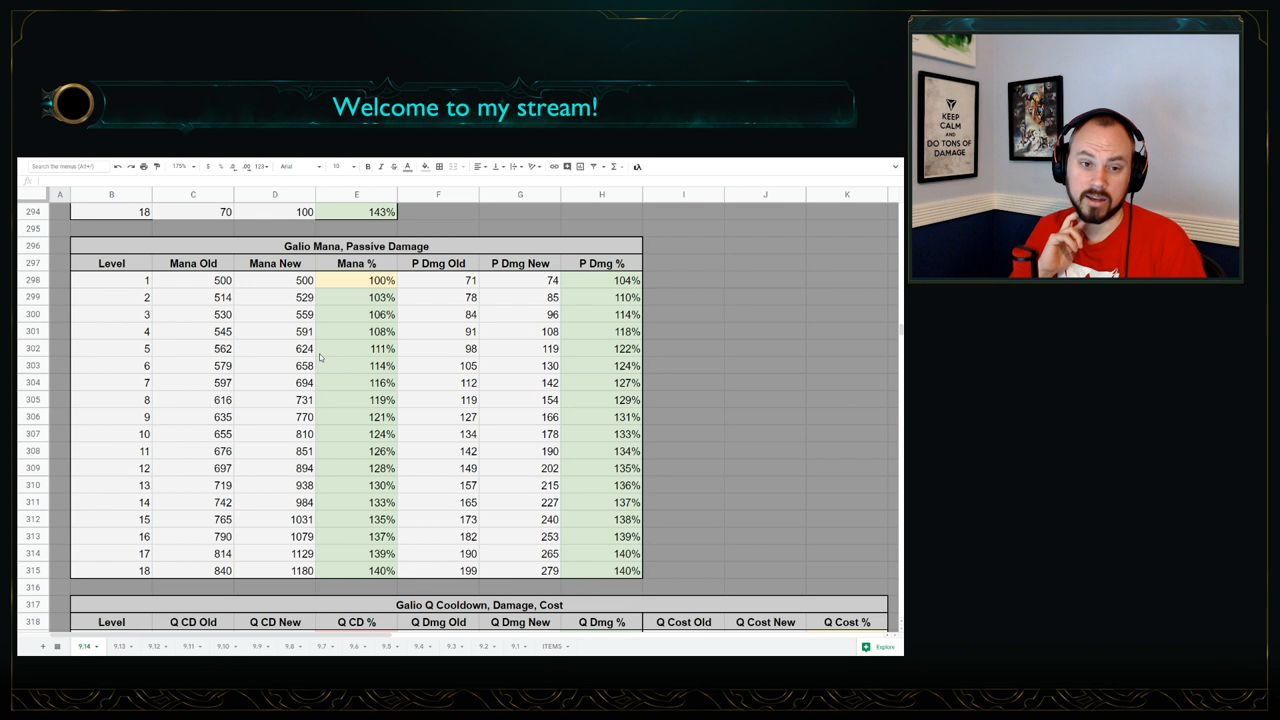 Welcome to my stream!
KEEP
CALM
AND
DO TONS OF
DAMAGE
Search the menus (Alt+/) 175% $ % .0 .00 123 Arial 10 B I S A
fx
A B C D E F G H I J K
294 18 70 100 143%
295
296 Galio Mana, Passive Damage
297 Level Mana Old Mana New Mana % P Dmg Old P Dmg New P Dmg %
298 1 500 500 100% 71 74 104%
299 2 514 529 103% 78 85 110%
300 3 530 559 106% 84 96 114%
301 4 545 591 108% 91 108 118%
302 5 562 624 111% 98 119 122%
303 6 579 658 114% 105 130 124%
304 7 597 694 116% 112 142 127%
305 8 616 731 119% 119 154 129%
306 9 635 770 121% 127 166 131%
307 10 655 810 124% 134 178 133%
308 11 676 851 126% 142 190 134%
309 12 697 894 128% 149 202 135%
310 13 719 938 130% 157 215 136%
311 14 742 984 133% 165 227 137%
312 15 765 1031 135% 173 240 138%
313 16 790 1079 137% 182 253 139%
314 17 814 1129 139% 190 265 140%
315 18 840 1180 140% 199 279 140%
316
317 Galio Q Cooldown, Damage, Cost
318 Level Q CD Old Q CD New Q CD % Q Dmg Old Q Dmg New Q Dmg % Q Cost Old Q Cost New Q Cost %
+ 9.14 9.13 9.12 9.11 9.10 9.9 9.8 9.7 9.6 9.5 9.4 9.3 9.2 9.1 ITEMS Explore